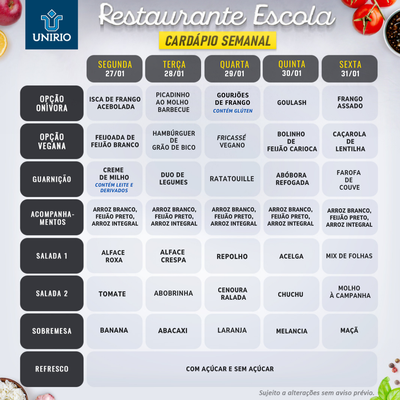 UNIRIO
Restaurante Escola
CARDÁPIO SEMANAL
SEGUNDA
27/01
TERÇA
28/01
QUARTA
29/01
QUINTA
30/01
SEXTA
31/01
OPÇÃO
ONÍVORA
ISCA DE FRANGO
ACEBOLADA
PICADINHO
AO MOLHO
BARBECUE
GOURJÕES
DE FRANGO
CONTÉM GLÚTEN
GOULASH
FRANGO
ASSADO
OPÇÃO
VEGANA
FEIJOADA DE
FEIJÃO BRANCO
HAMBÚRGUER
DE
GRÃO DE BICO
FRICASSÉ
VEGANO
BOLINHO
DE
FEIJÃO CARIOCA
CAÇAROLA
DE
LENTILHA
GUARNIÇÃO
CREME
DE MILHO
CONTÉM LEITE E
DERIVADOS
DUO DE
LEGUMES
RATATOUILLE
ABÓBORA
REFOGADA
FAROFA
DE
COUVE
ACOMPANHA-
MENTOS
ARROZ BRANCO,
FEIJÃO PRETO,
ARROZ INTEGRAL
ARROZ BRANCO,
FEIJÃO PRETO,
ARROZ INTEGRAL
ARROZ BRANCO,
FEIJÃO PRETO,
ARROZ INTEGRAL
ARROZ BRANCO,
FEIJÃO PRETO,
ARROZ INTEGRAL
ARROZ BRANCO,
FEIJÃO PRETO,
ARROZ INTEGRAL
SALADA 1
ALFACE
ROXA
ALFACE
CRESPA
REPOLHO
ACELGA
MIX DE FOLHAS
SALADA 2
TOMATE
ABOBRINHA
CENOURA
RALADA
CHUCHU
MOLHO
À CAMPANHA
SOBREMESA
BANANA
ABACAXI
LARANJA
MELANCIA
MAÇÃ
REFRESCO
COM AÇÚCAR E SEM AÇÚCAR
Sujeito a alterações sem aviso prévio.